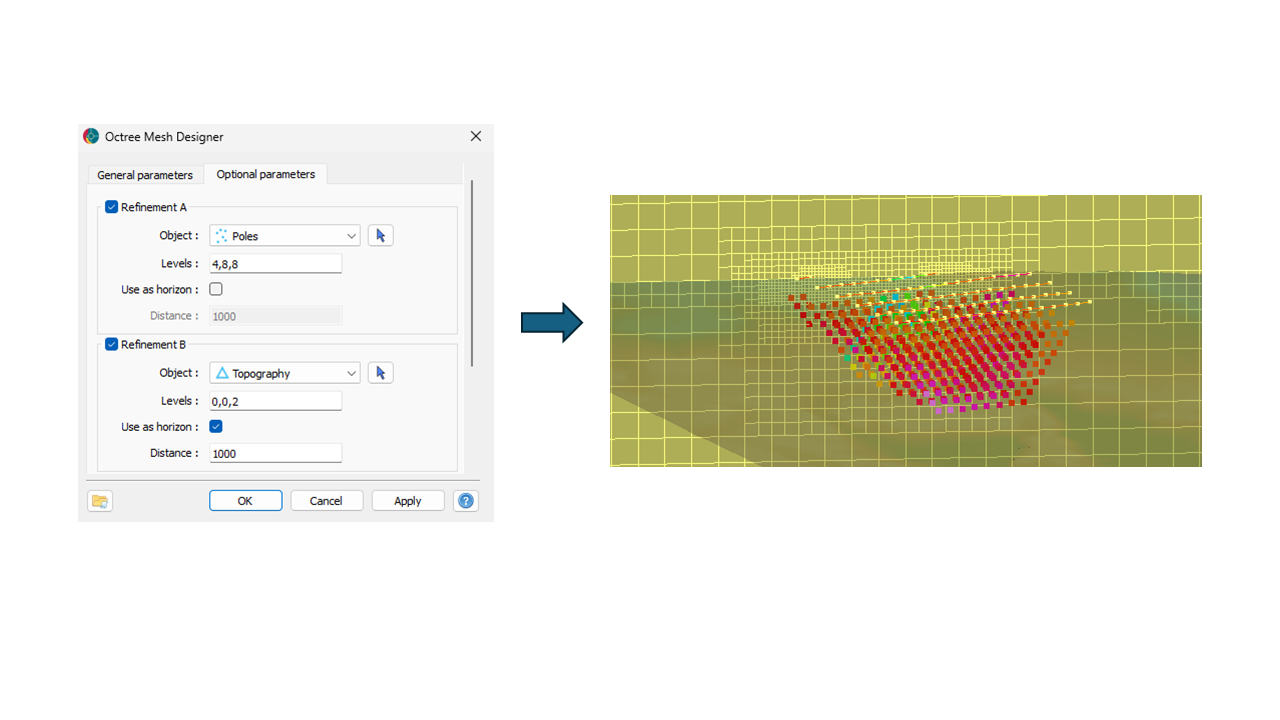 Octree Mesh Designer
General parameters
Optional parameters
Refinement A
Object :
Poles
Levels :
4,8,8
Use as horizon :
Distance :
1000
Refinement B
Object :
Topography
Levels :
0,0,2
Use as horizon :
Distance :
1000
OK
Cancel
Apply
?